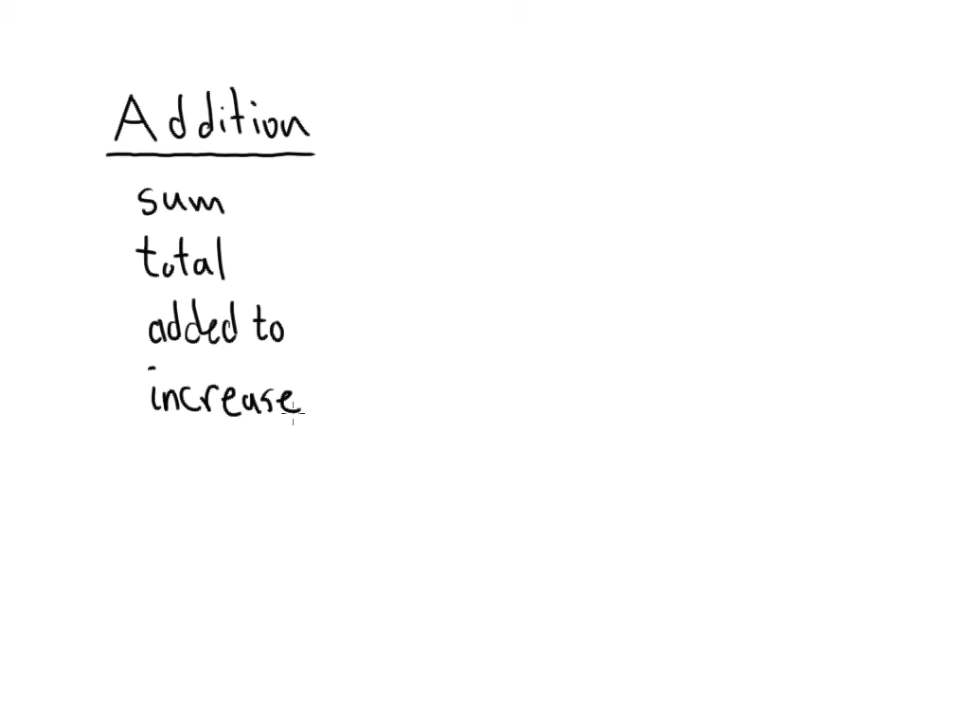 Addition
sum
total
added to
increase